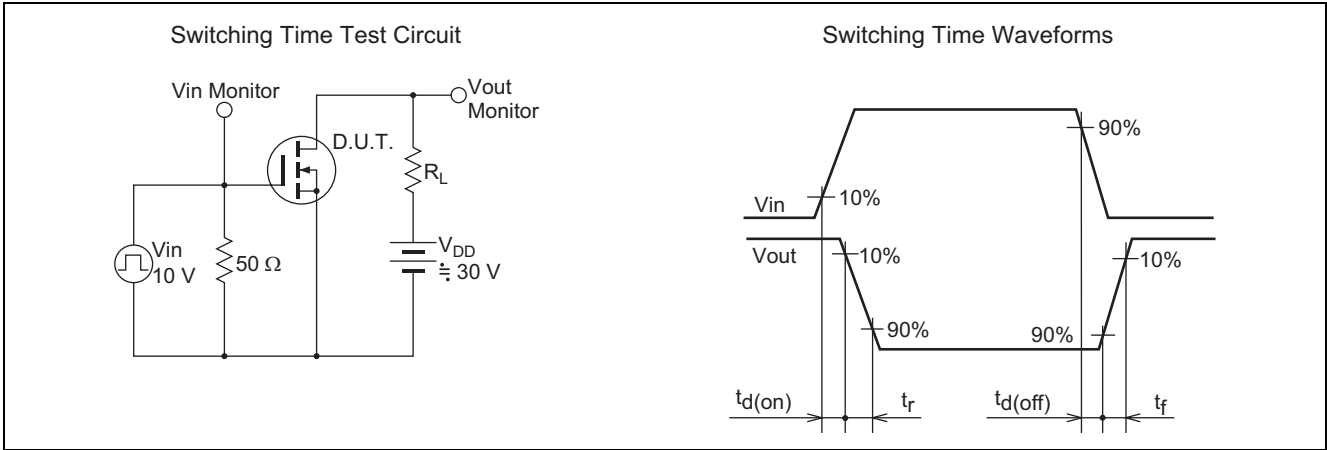 Switching Time Test Circuit
Vin Monitor
Vout
Monitor
D.U.T.
RL
Vin
10 V
50 Ω
VDD
≒ 30 V
Switching Time Waveforms
Vin
10%
90%
Vout
10%
90%
90%
10%
td(on)
tr
td(off)
tf